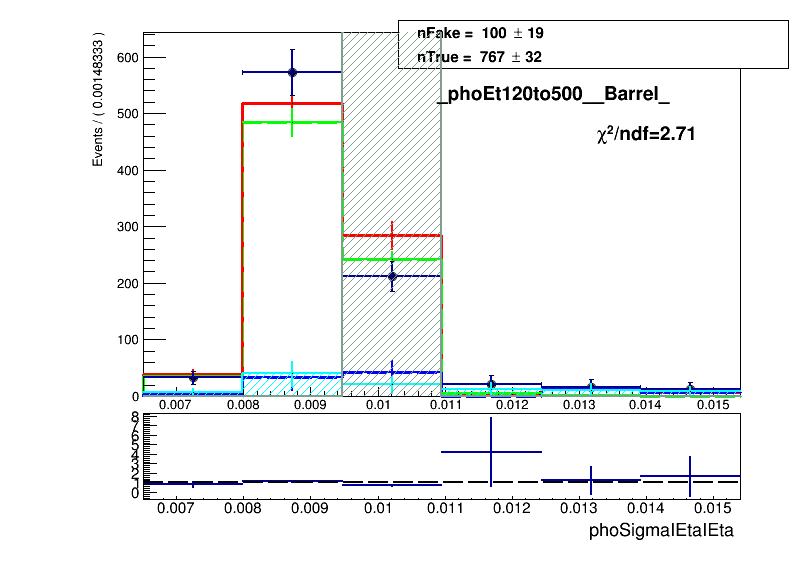 nFake = 100 ± 19
nTrue = 767 ± 32
_phoEt120to500__Barrel_
χ²/ndf=2.71
Events / ( 0.00148333 )
600
500
400
300
200
100
0
0.007 0.008 0.009 0.01 0.011 0.012 0.013 0.014 0.015
8
7
6
5
4
3
2
1
0
0.007 0.008 0.009 0.01 0.011 0.012 0.013 0.014 0.015
phoSigmaIEtaIEta